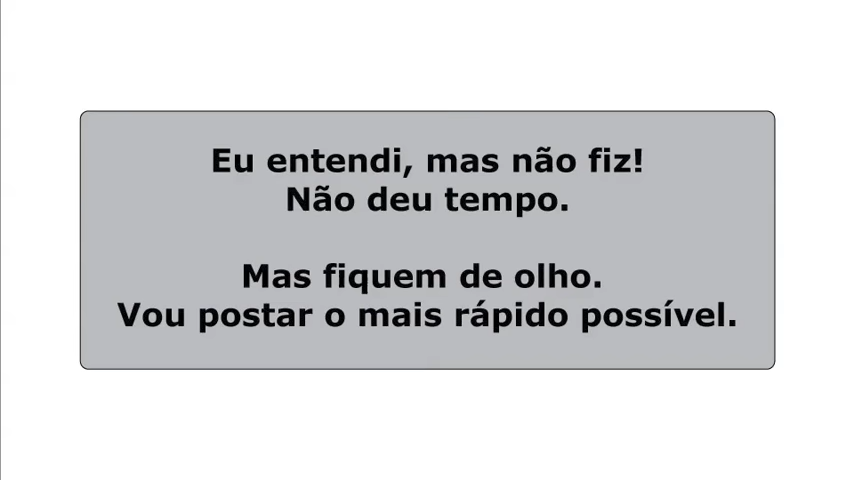 Eu entendi, mas não fiz!
Não deu tempo.
Mas fiquem de olho.
Vou postar o mais rápido possível.